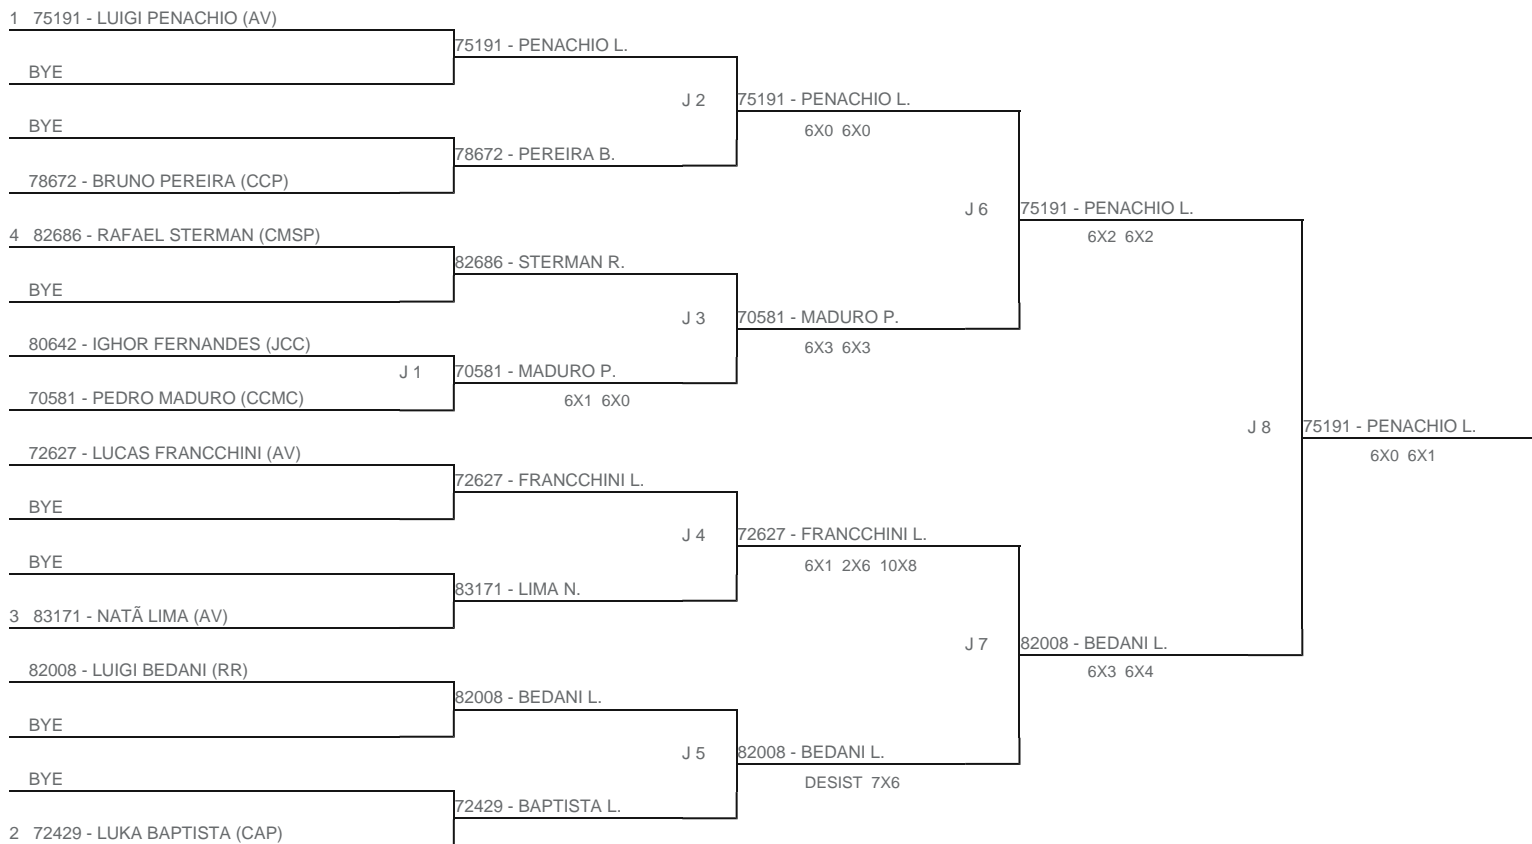 1 75191 - LUIGI PENACHIO (AV)
75191 - PENACHIO L.
BYE
J 2
75191 - PENACHIO L.
6X0 6X0
BYE
78672 - PEREIRA B.
78672 - BRUNO PEREIRA (CCP)
J 6
75191 - PENACHIO L.
6X2 6X2
4 82686 - RAFAEL STERMAN (CMSP)
82686 - STERMAN R.
BYE
J 3
70581 - MADURO P.
6X3 6X3
80642 - IGHOR FERNANDES (JCC)
J 1
70581 - MADURO P.
6X1 6X0
70581 - PEDRO MADURO (CCMC)
J 8
75191 - PENACHIO L.
6X0 6X1
72627 - LUCAS FRANCCHINI (AV)
72627 - FRANCCHINI L.
BYE
J 4
72627 - FRANCCHINI L.
6X1 2X6 10X8
BYE
83171 - LIMA N.
3 83171 - NATÃ LIMA (AV)
J 7
82008 - BEDANI L.
6X3 6X4
82008 - LUIGI BEDANI (RR)
82008 - BEDANI L.
BYE
J 5
82008 - BEDANI L.
DESIST 7X6
BYE
72429 - BAPTISTA L.
2 72429 - LUKA BAPTISTA (CAP)